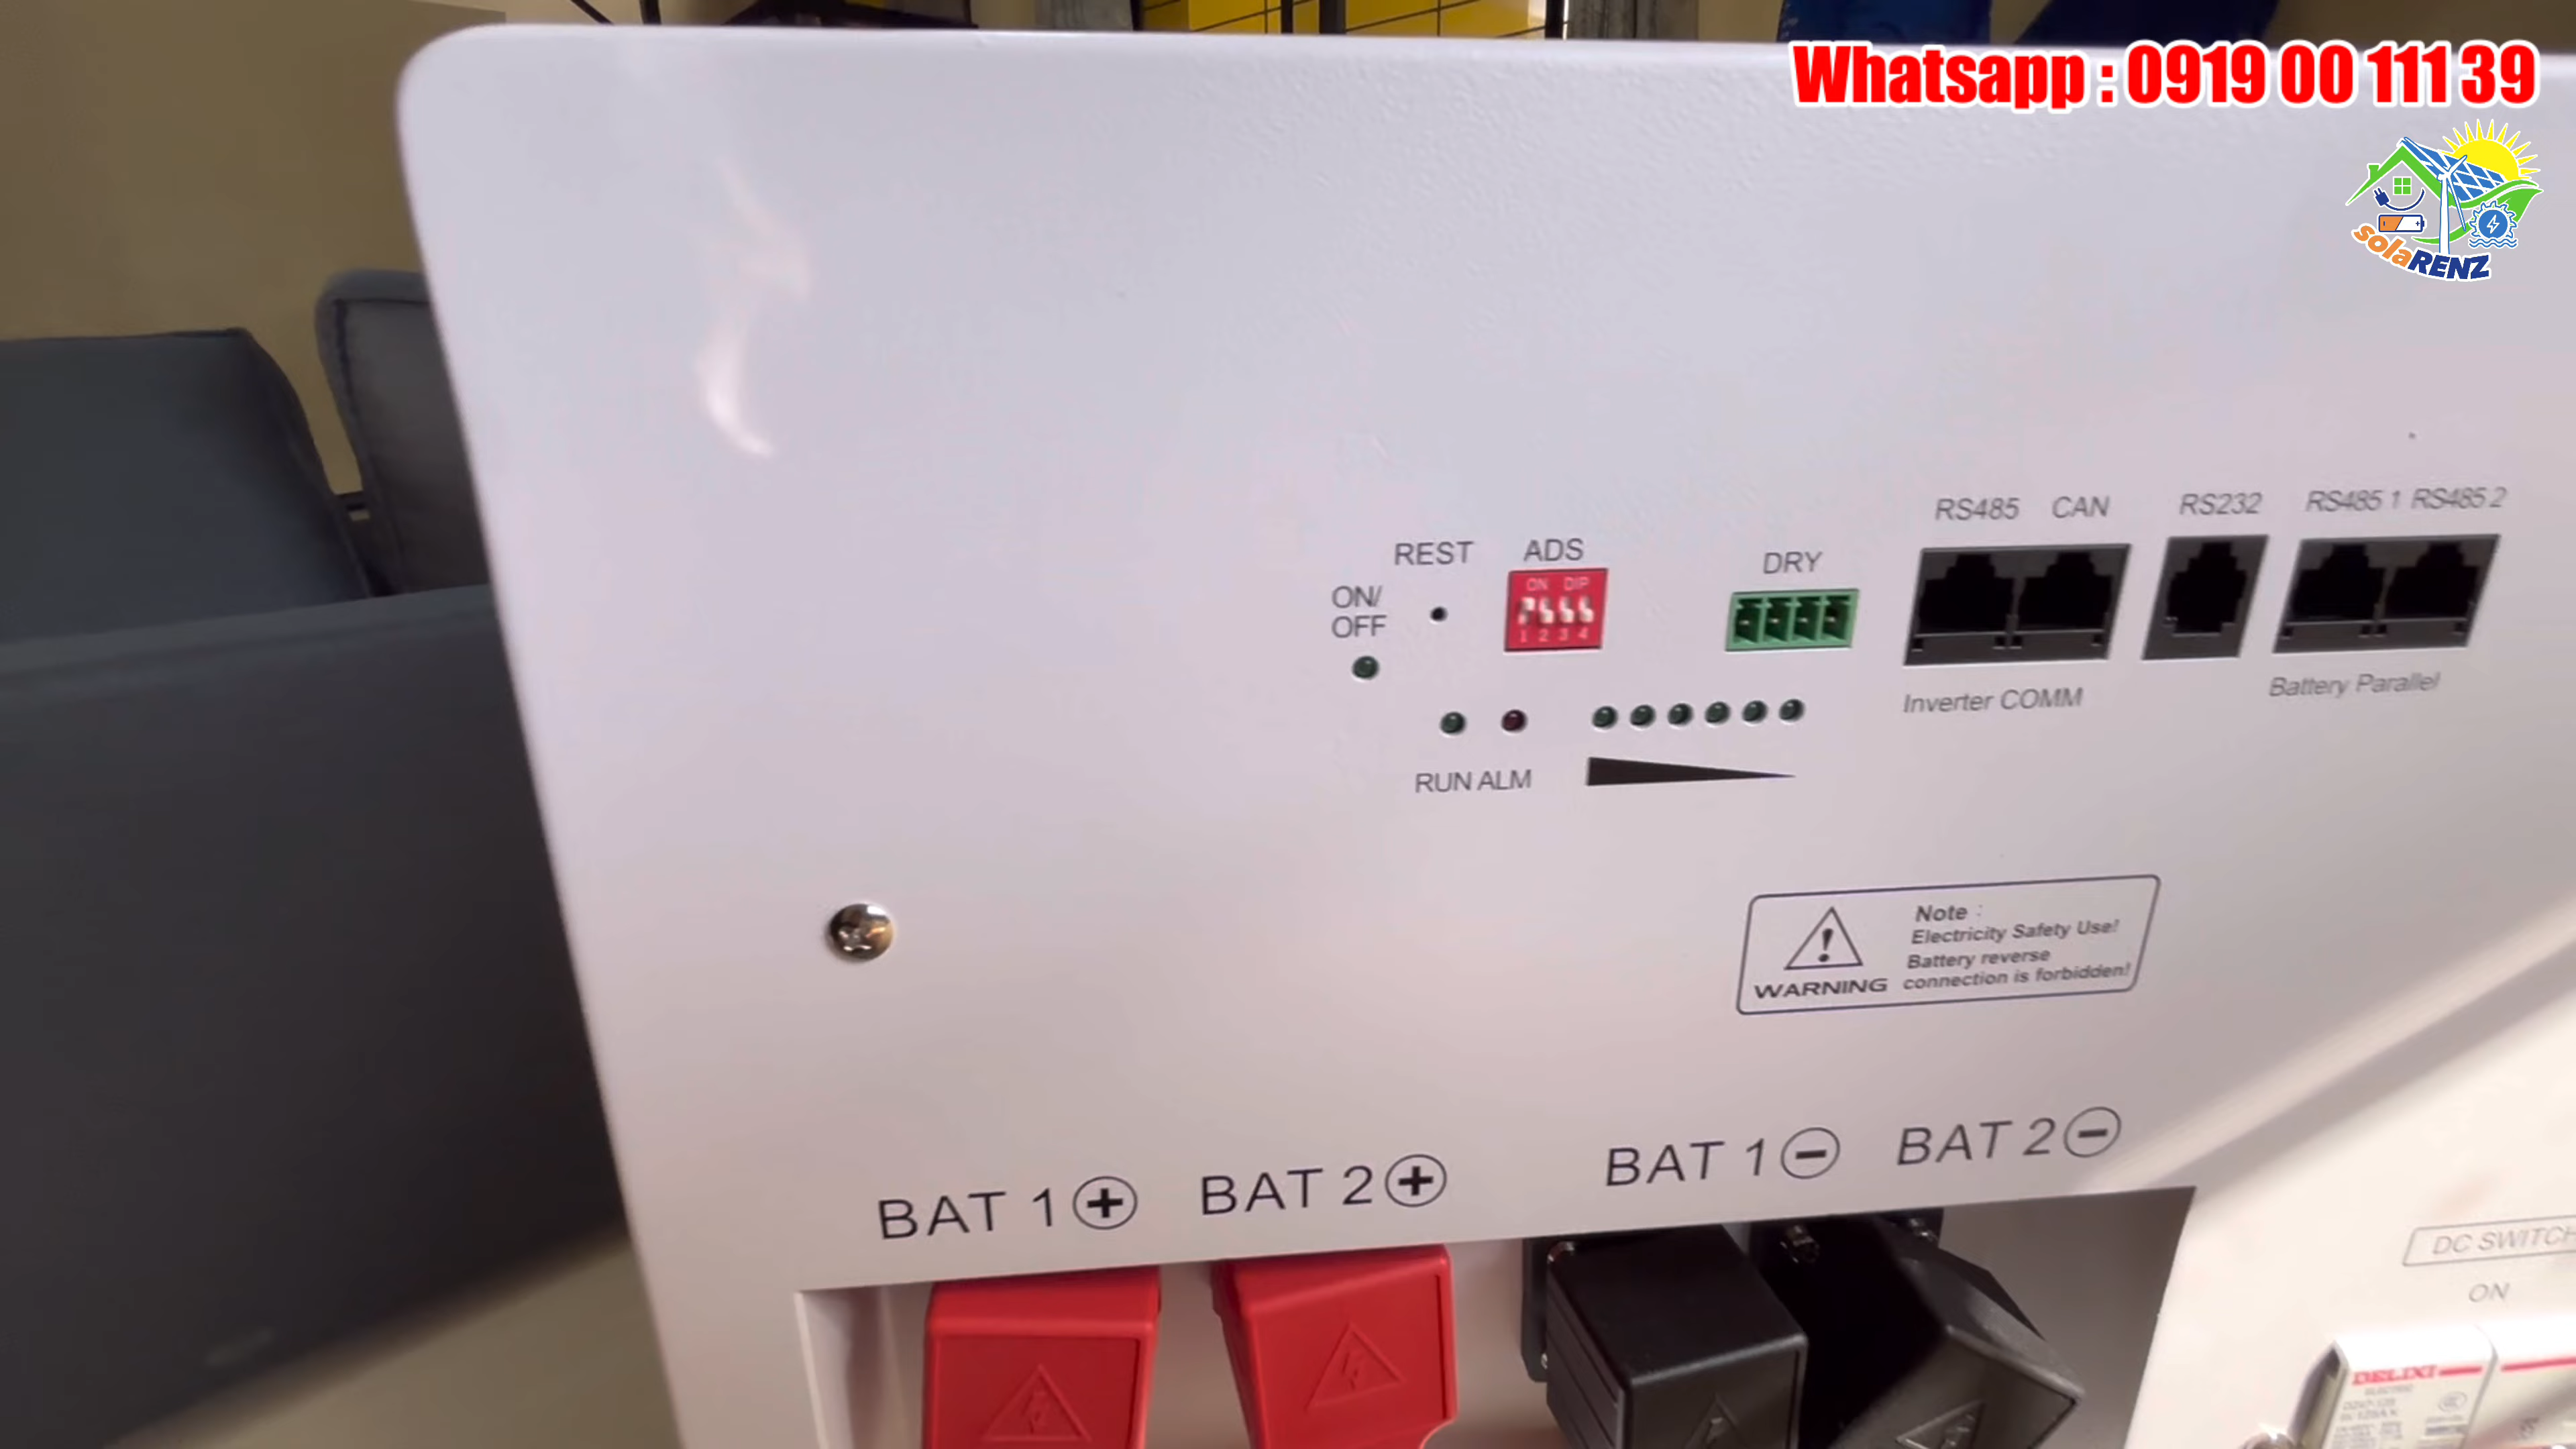 Whatsapp : 0919 00 111 39
solaRENZ
RS485 CAN RS232 RS485 1 RS485 2
REST ADS DRY
ON/
OFF
ON DIP
1 2 3 4
Inverter COMM Battery Parallel
RUN ALM
Note :
Electricity Safety Use!
Battery reverse
connection is forbidden!
WARNING
BAT 1 + BAT 2 + BAT 1 - BAT 2 -
DC SWITCH
ON
DELIXI
ELECTRIC